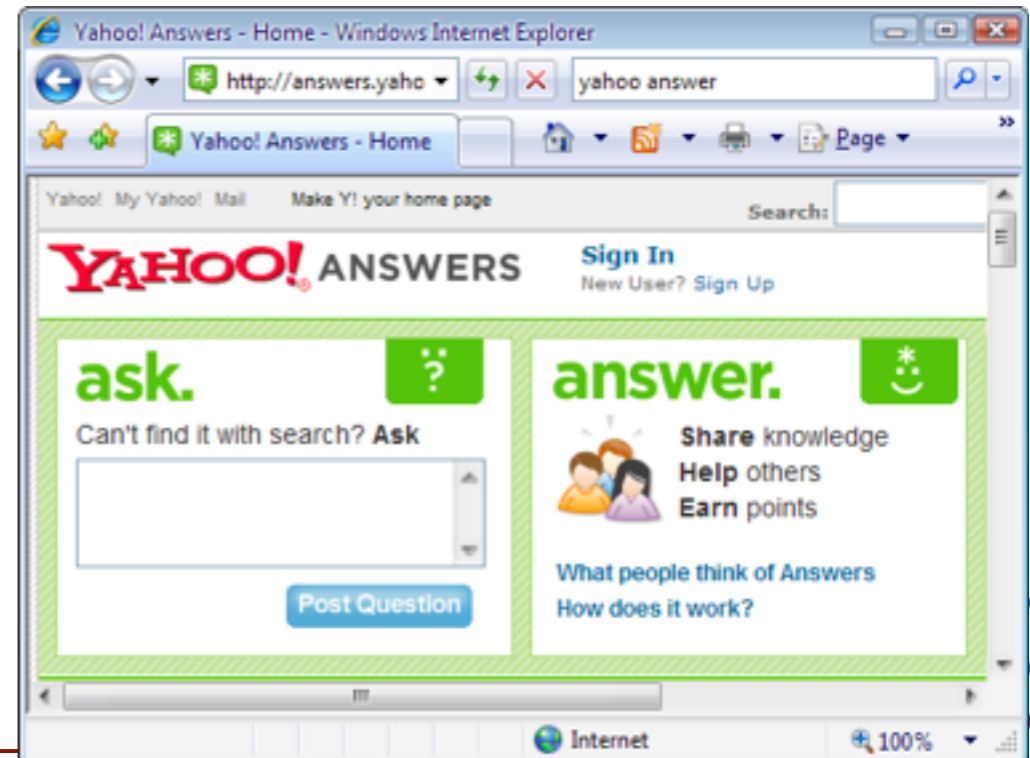 Yahoo! Answers - Home - Windows Internet Explorer
http://answers.yaho yahoo answer
Yahoo! Answers - Home Page
Yahoo! My Yahoo! Mail Make Y! your home page Search:
YAHOO! ANSWERS Sign In
New User? Sign Up
ask. ? answer.
Can't find it with search? Ask Share knowledge
Help others
Earn points
What people think of Answers
Post Question How does it work?
Internet 100%